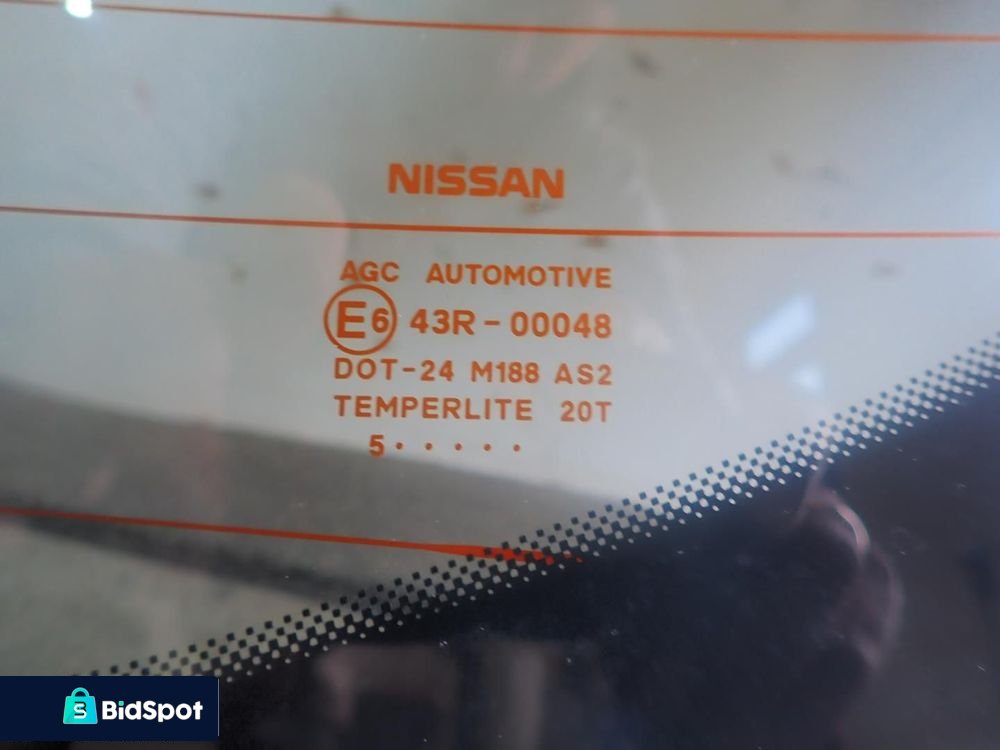 NISSAN
AGC AUTOMOTIVE
E6 43R-00048
DOT-24 M188 AS2
TEMPERLITE 20T
5 · · · · ·
BidSpot